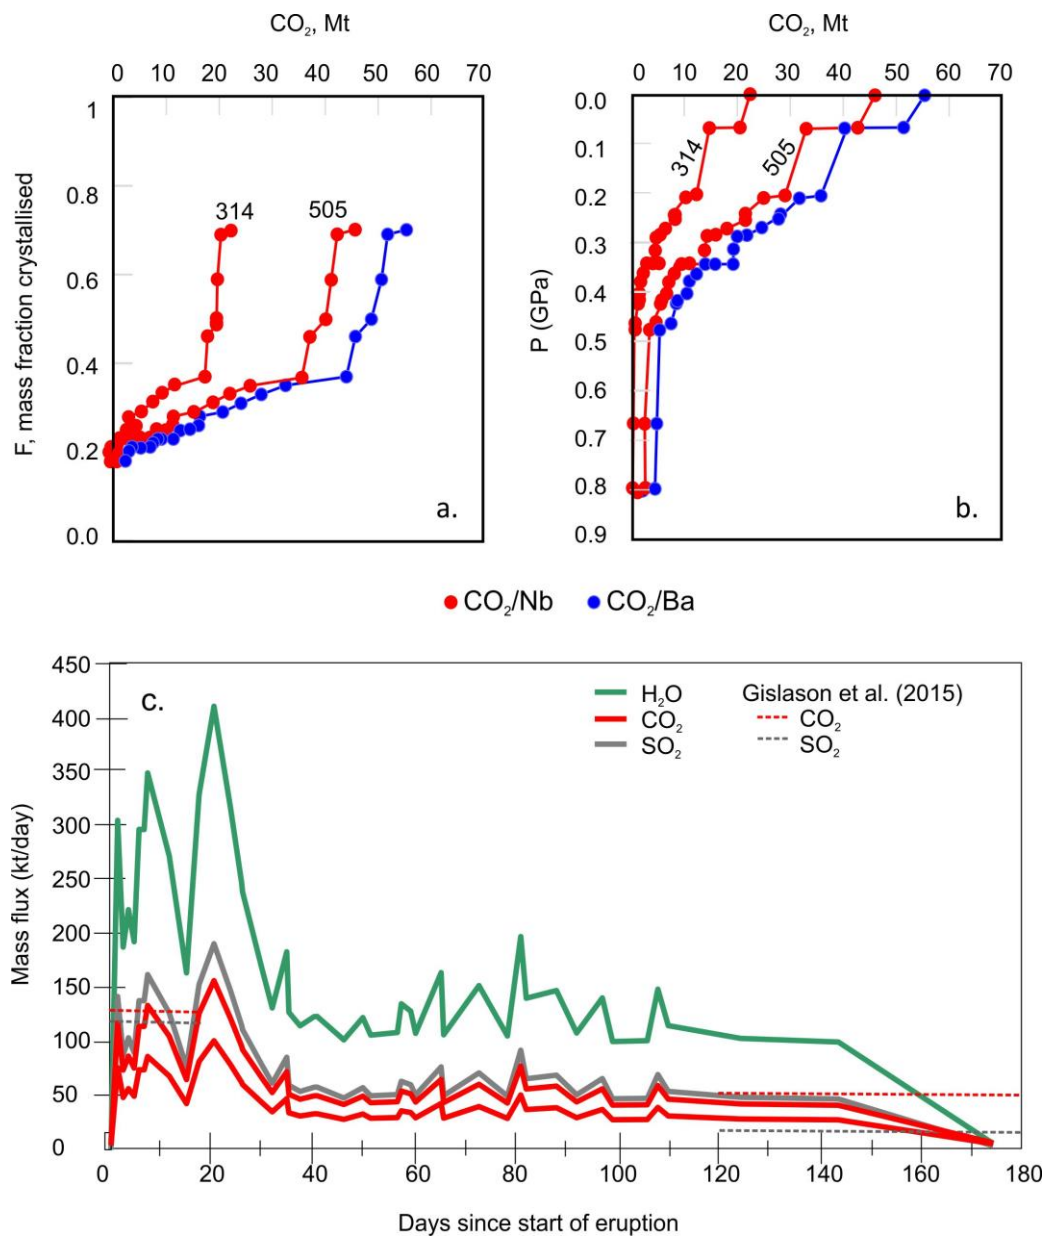 CO₂, Mt
0 10 20 30 40 50 60 70
1
0.8
0.6
0.4
0.2
0.0
F, mass fraction crystallised
314
505
a.
CO₂, Mt
0 10 20 30 40 50 60 70
0.0
0.1
0.2
0.3
0.4
0.5
0.6
0.7
0.8
0.9
P (GPa)
314
505
b.
CO₂/Nb CO₂/Ba
450
400
350
300
250
200
150
100
50
0
Mass flux (kt/day)
c.
H₂O
CO₂
SO₂
Gislason et al. (2015)
CO₂
SO₂
0 20 40 60 80 100 120 140 160 180
Days since start of eruption